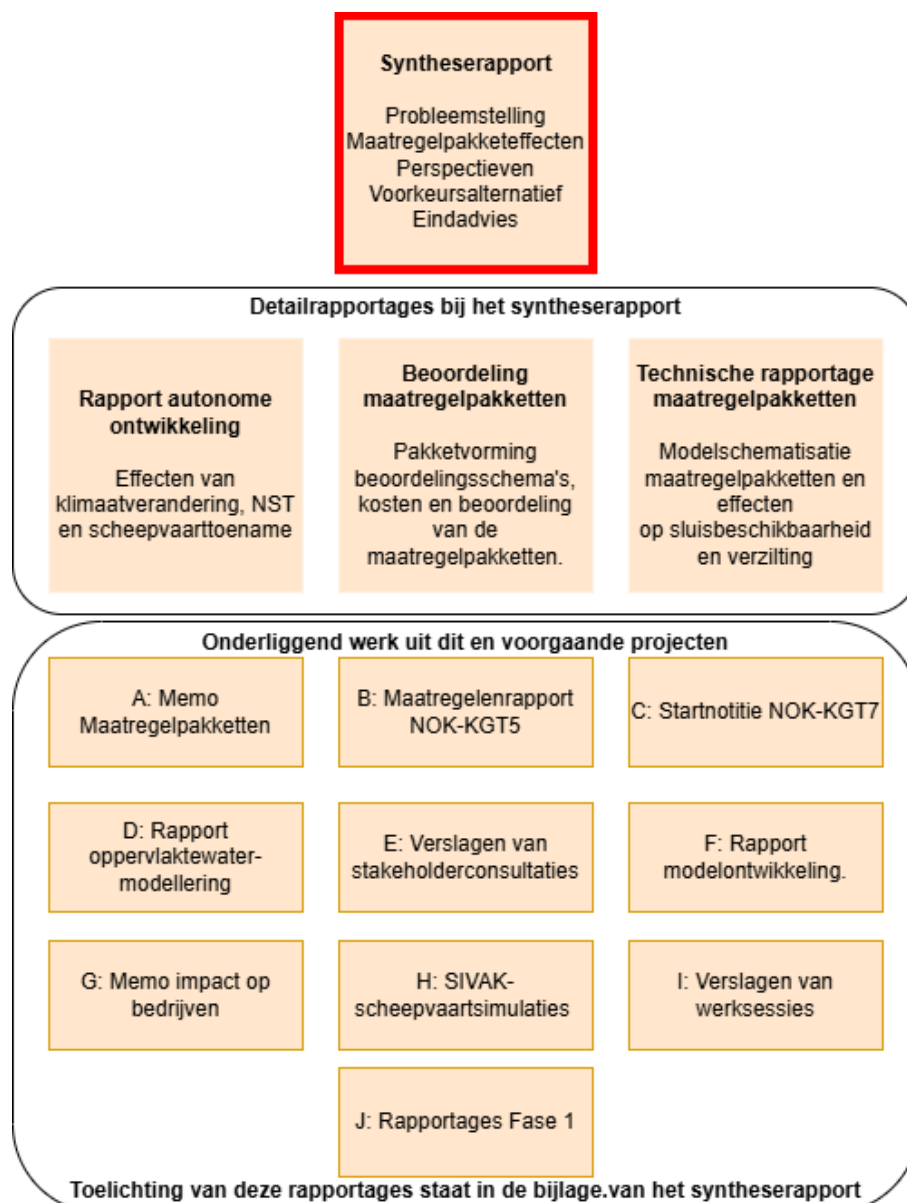 Syntheserapport
Probleemstelling
Maatregelpakketeffecten
Perspectieven
Voorkeursalternatief
Eindadvies
Detailrapportages bij het syntheserapport
Rapport autonome
ontwikkeling
Effecten van
klimaatverandering, NST
en scheepvaarttoename
Beoordeling
maatregelpakketten
Pakketvorming
beoordelingsschema's,
kosten en beoordeling
van de
maatregelpakketten.
Technische rapportage
maatregelpakketten
Modelschematisatie
maatregelpakketten en
effecten
op sluisbeschikbaarheid
en verzilting
Onderliggend werk uit dit en voorgaande projecten
A: Memo
Maatregelpakketten
B: Maatregelenrapport
NOK-KGT5
C: Startnotitie NOK-KGT7
D: Rapport
oppervlaktewater-
modellering
E: Verslagen van
stakeholderconsultaties
F: Rapport
modelontwikkeling.
G: Memo impact op
bedrijven
H: SIVAK-
scheepvaartsimulaties
I: Verslagen van
werksessies
J: Rapportages Fase 1
Toelichting van deze rapportages staat in de bijlage.van het syntheserapport